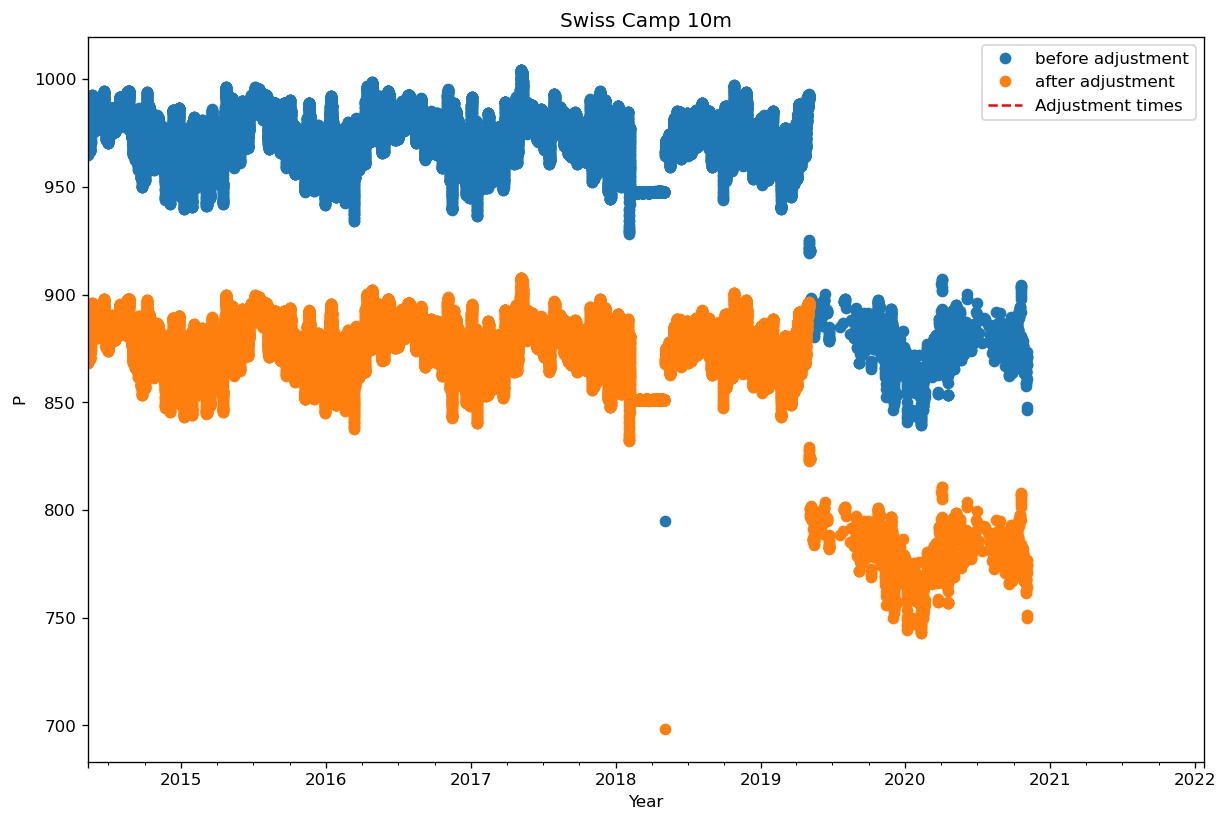 Swiss Camp 10m
before adjustment
after adjustment
Adjustment times
P
1000
950
900
850
800
750
700
2015 2016 2017 2018 2019 2020 2021 2022
Year